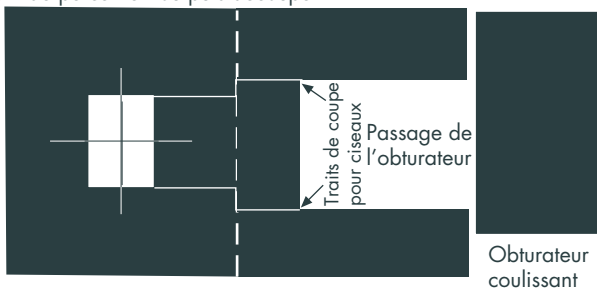 Traits de coupe
pour ciseaux
Passage de
l'obturateur
Obturateur
coulissant